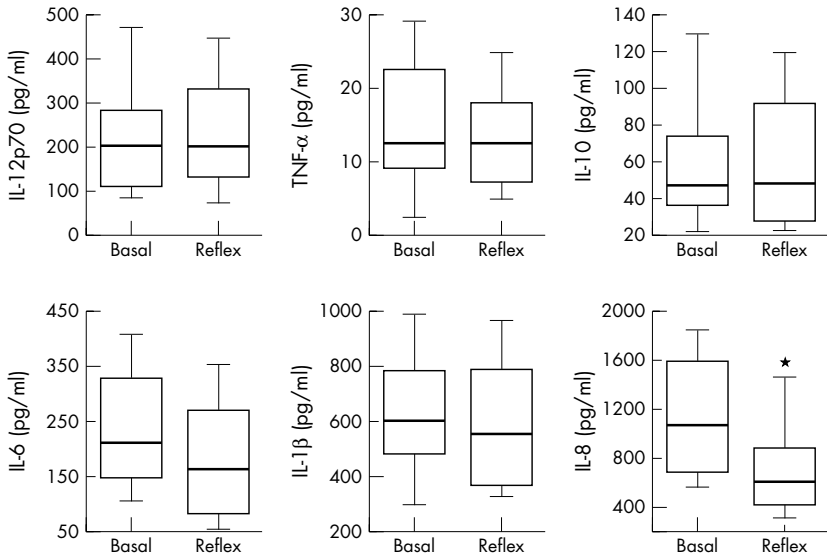 IL-12p70 (pg/ml)
500
400
300
200
100
0
Basal
Reflex
TNF-α (pg/ml)
30
20
10
0
Basal
Reflex
IL-10 (pg/ml)
140
120
100
80
60
40
20
Basal
Reflex
IL-6 (pg/ml)
450
350
250
150
50
Basal
Reflex
IL-1β (pg/ml)
1000
800
600
400
200
Basal
Reflex
IL-8 (pg/ml)
2000
1600
1200
800
400
Basal
Reflex